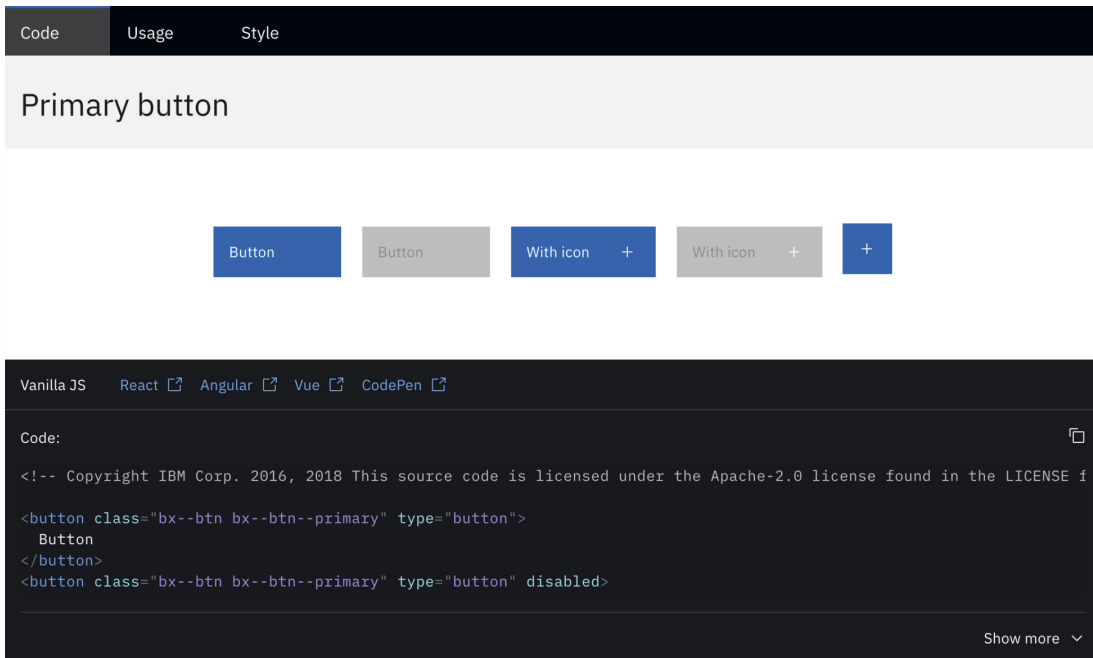 Code Usage Style
Primary button
Button Button With icon + With icon + +
Vanilla JS React Angular Vue CodePen
Code:
<!-- Copyright IBM Corp. 2016, 2018 This source code is licensed under the Apache-2.0 license found in the LICENSE f
<button class="bx--btn bx--btn--primary" type="button">
  Button
</button>
<button class="bx--btn bx--btn--primary" type="button" disabled>
Show more